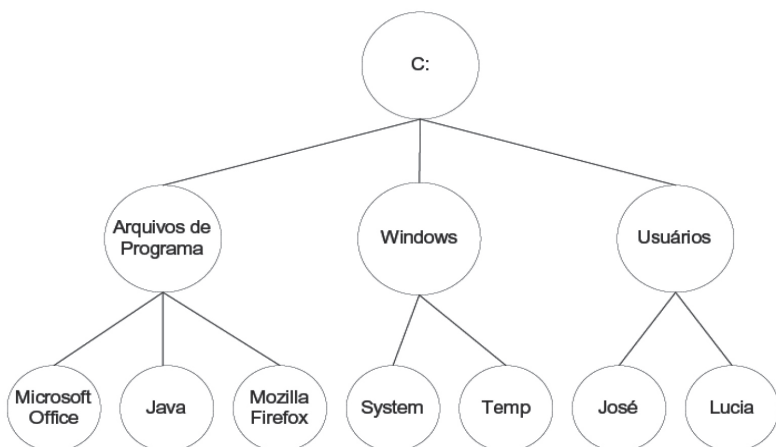 C:
Arquivos de
Programa
Windows
Usuários
Microsoft
Office
Java
Mozilla
Firefox
System
Temp
José
Lucia